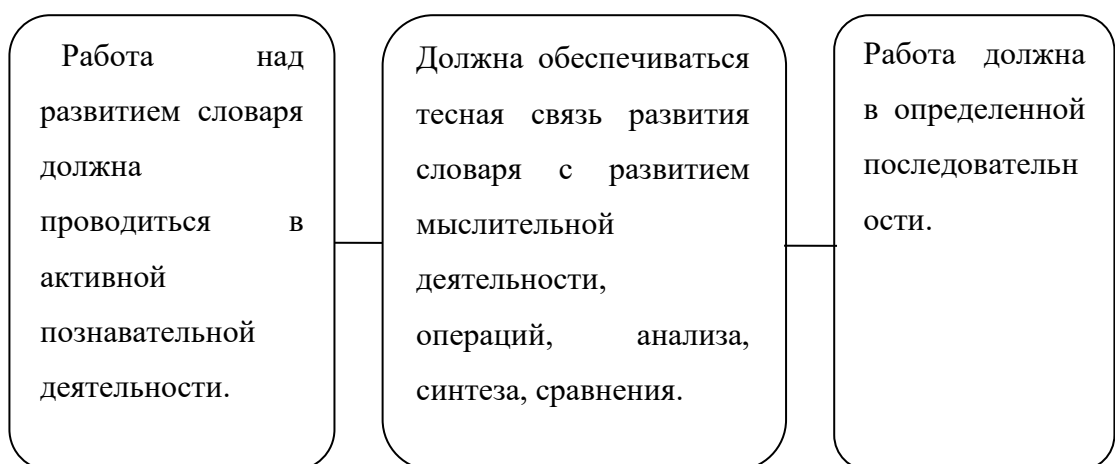 Работа над
развитием словаря
должна
проводиться в
активной
познавательной
деятельности.
Должна обеспечиваться
тесная связь развития
словаря с развитием
мыслительной
деятельности,
операций, анализа,
синтеза, сравнения.
Работа должна
в определенной
последовательн
ости.